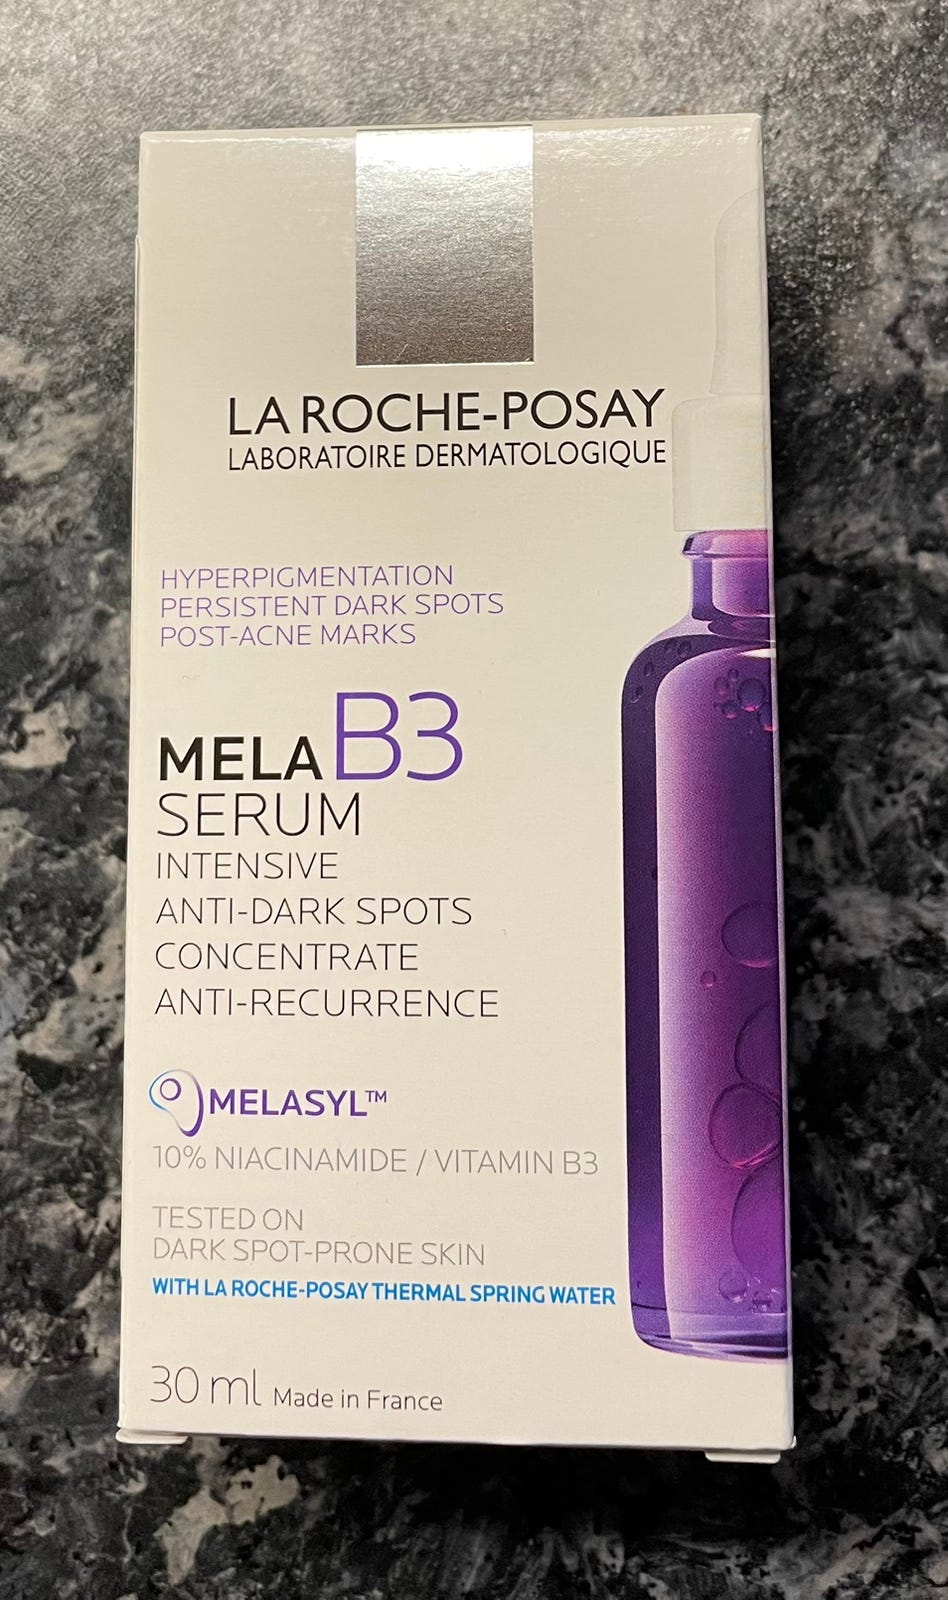 LA ROCHE-POSAY
LABORATOIRE DERMATOLOGIQUE
HYPERPIGMENTATION
PERSISTENT DARK SPOTS
POST-ACNE MARKS
MELA B3
SERUM
INTENSIVE
ANTI-DARK SPOTS
CONCENTRATE
ANTI-RECURRENCE
MELASYL™
10% NIACINAMIDE / VITAMIN B3
TESTED ON
DARK SPOT-PRONE SKIN
WITH LA ROCHE-POSAY THERMAL SPRING WATER
30 ml Made in France